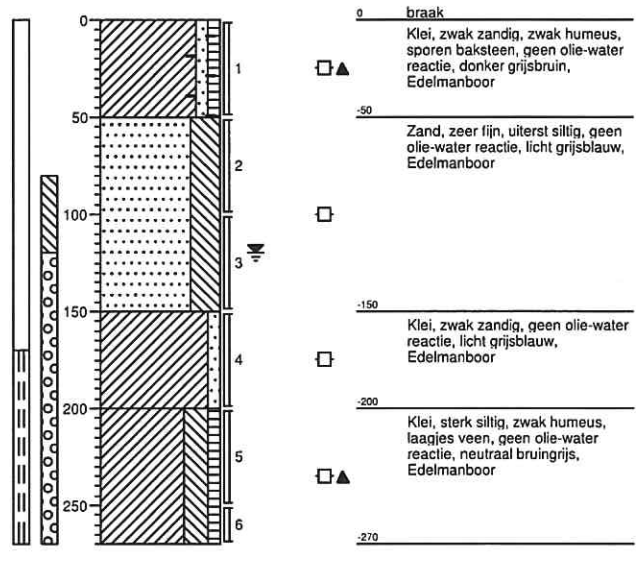 0
50
100
150
200
250
1
2
3
4
5
6
0 braak
Klei, zwak zandig, zwak humeus,
sporen baksteen, geen olie-water
reactie, donker grijsbruin,
Edelmanboor
-50
Zand, zeer fijn, uiterst siltig, geen
olie-water reactie, licht grijsblauw,
Edelmanboor
-150
Klei, zwak zandig, geen olie-water
reactie, licht grijsblauw,
Edelmanboor
-200
Klei, sterk siltig, zwak humeus,
laagjes veen, geen olie-water
reactie, neutraal bruingrijs,
Edelmanboor
-270